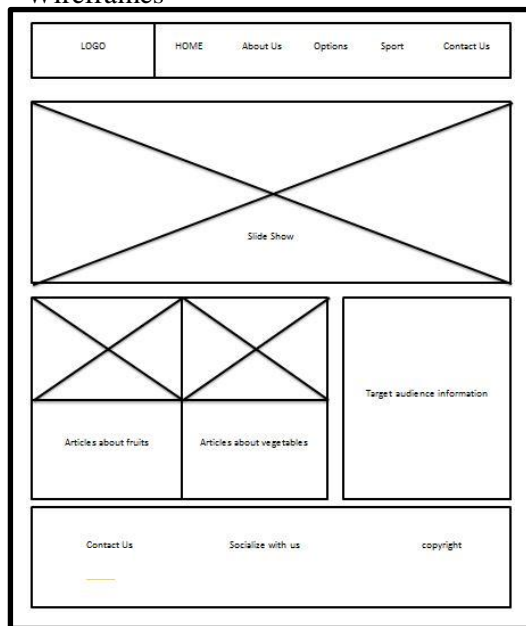 Wireframes
LOGO HOME About Us Options Sport Contact Us
Slide Show
Target audience information
Articles about fruits Articles about vegetables
Contact Us Socialize with us copyright